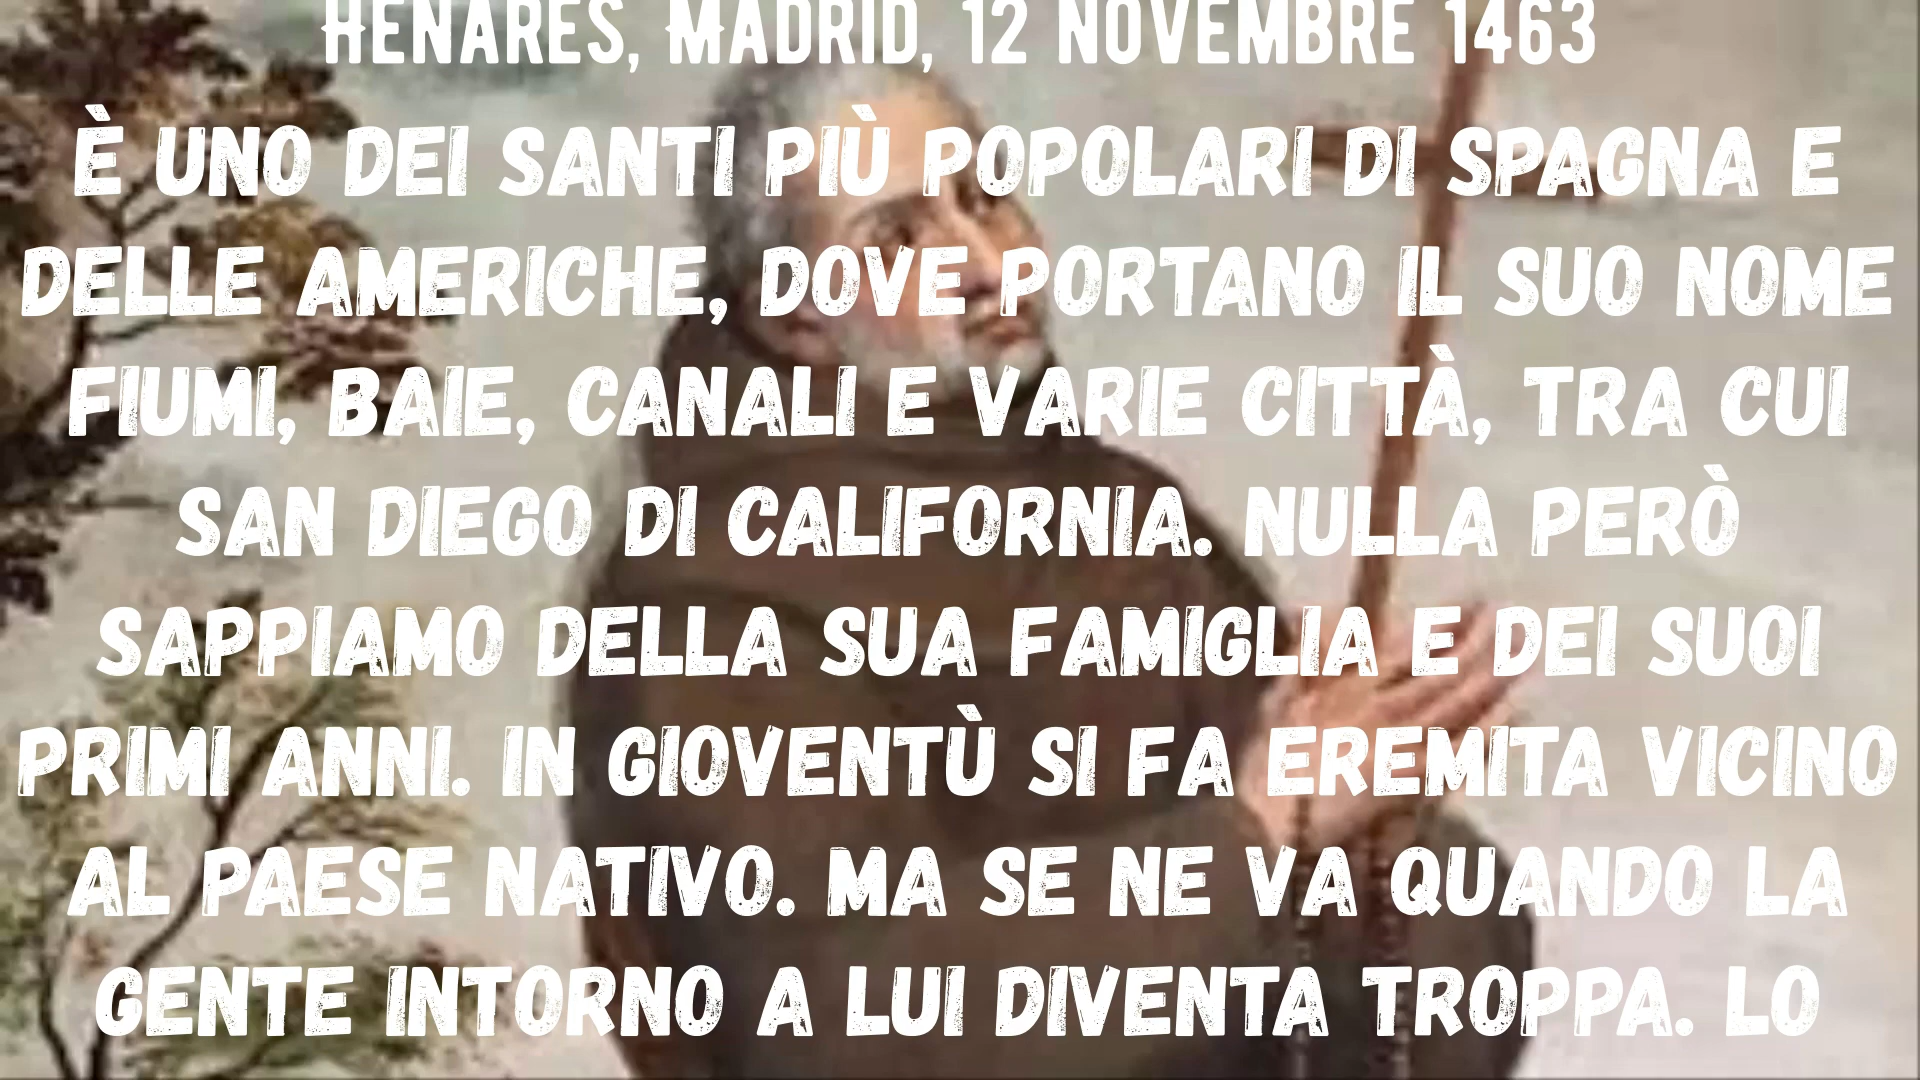 HENARES, MADRID, 12 NOVEMBRE 1463
È UNO DEI SANTI PIÙ POPOLARI DI SPAGNA E
DELLE AMERICHE, DOVE PORTANO IL SUO NOME
FIUMI, BAIE, CANALI E VARIE CITTÀ, TRA CUI
SAN DIEGO DI CALIFORNIA. NULLA PERÒ
SAPPIAMO DELLA SUA FAMIGLIA E DEI SUOI
PRIMI ANNI. IN GIOVENTÙ SI FA EREMITA VICINO
AL PAESE NATIVO. MA SE NE VA QUANDO LA
GENTE INTORNO A LUI DIVENTA TROPPA. LO